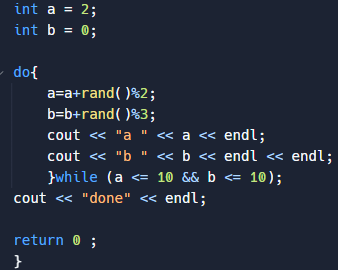 int a = 2;
int b = 0;
do{
a=a+rand()%2;
b=b+rand()%3;
cout << "a " << a << endl;
cout << "b " << b << endl << endl;
}while (a <= 10 && b <= 10);
cout << "done" << endl;
return 0 ;
}